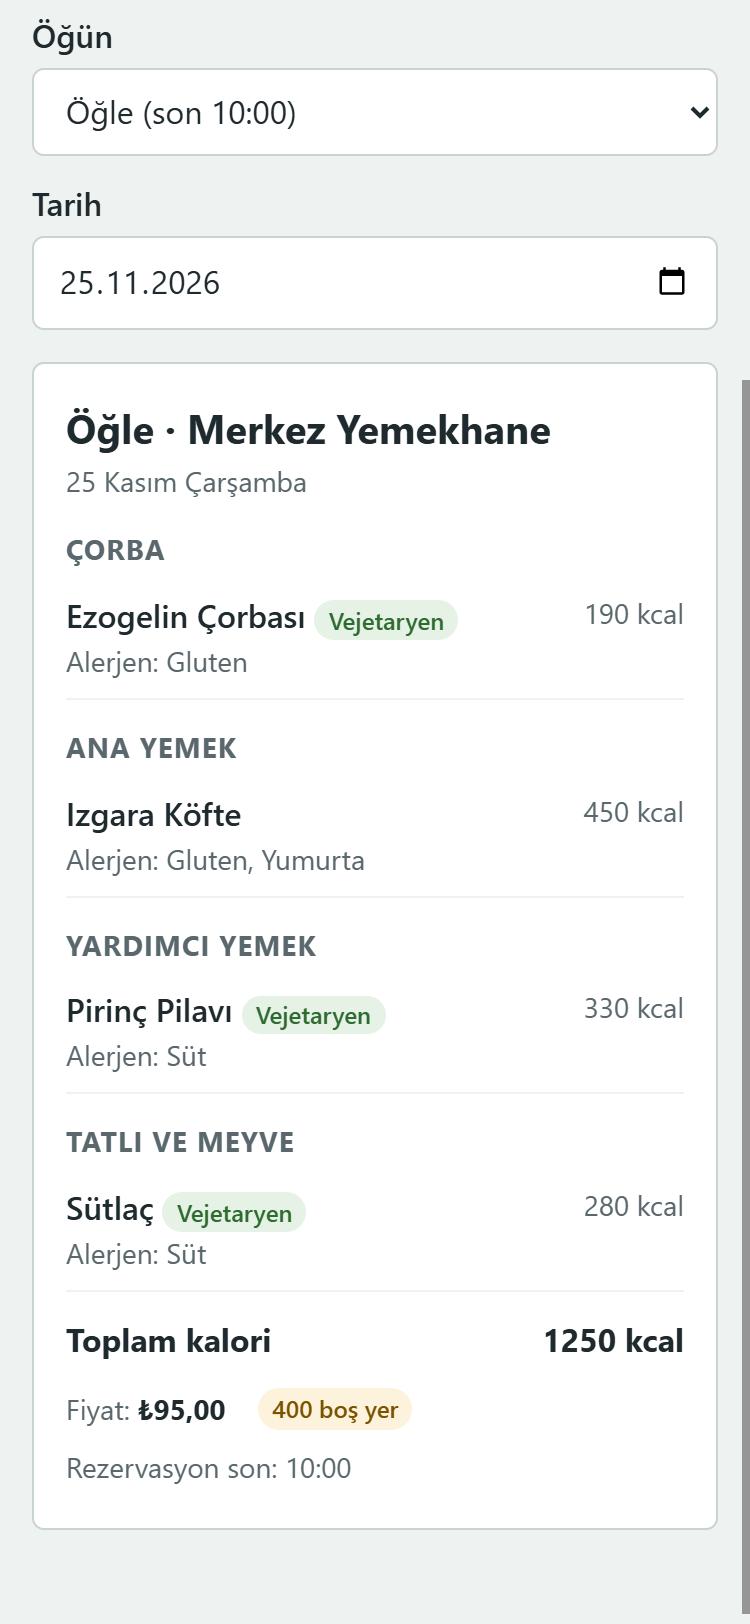 Öğün
Öğle (son 10:00)
Tarih
25.11.2026
Öğle · Merkez Yemekhane
25 Kasım Çarşamba
ÇORBA
Ezogelin Çorbası Vejetaryen 190 kcal
Alerjen: Gluten
ANA YEMEK
Izgara Köfte 450 kcal
Alerjen: Gluten, Yumurta
YARDIMCI YEMEK
Pirinç Pilavı Vejetaryen 330 kcal
Alerjen: Süt
TATLI VE MEYVE
Sütlaç Vejetaryen 280 kcal
Alerjen: Süt
Toplam kalori 1250 kcal
Fiyat: ₺95,00 400 boş yer
Rezervasyon son: 10:00